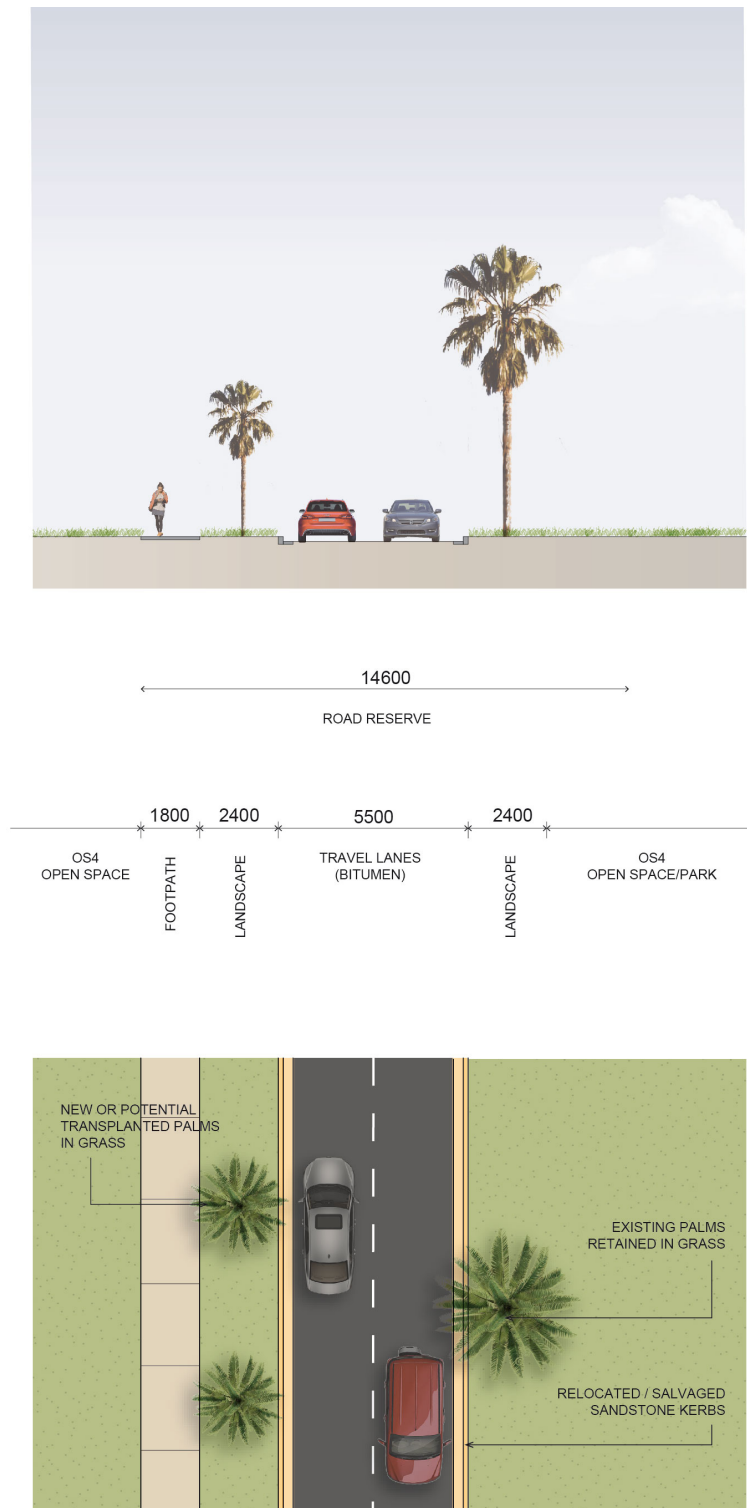 14600
ROAD RESERVE
1800
2400
5500
2400
OS4
OPEN SPACE
FOOTPATH
LANDSCAPE
TRAVEL LANES
(BITUMEN)
LANDSCAPE
OS4
OPEN SPACE/PARK
NEW OR POTENTIAL
TRANSPLANTED PALMS
IN GRASS
EXISTING PALMS
RETAINED IN GRASS
RELOCATED / SALVAGED
SANDSTONE KERBS